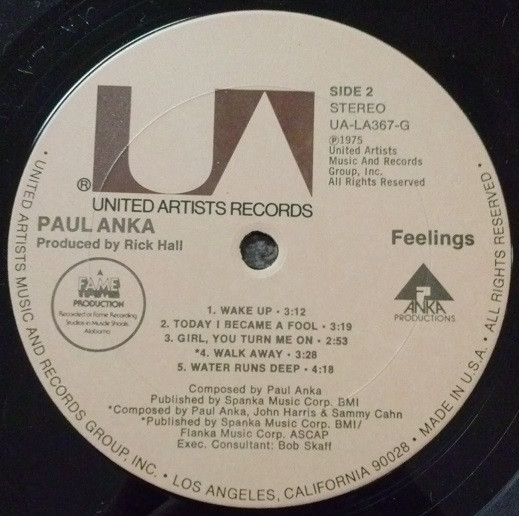 SIDE 2
STEREO
UA-LA367-G
℗1975
United Artists
Music And Records
Group, Inc.
All Rights Reserved
UA
®
UNITED ARTISTS RECORDS
PAUL ANKA
Produced by Rick Hall
Feelings
A
FAME
PRODUCTION
Recorded at Fame Recording
Studios in Muscle Shoals,
Alabama
ANKA
PRODUCTIONS
1. WAKE UP • 3:12
2. TODAY I BECAME A FOOL • 3:19
3. GIRL, YOU TURN ME ON • 2:53
*4. WALK AWAY • 3:28
5. WATER RUNS DEEP • 4:18
Composed by Paul Anka
Published by Spanka Music Corp. BMI
*Composed by Paul Anka, John Harris & Sammy Cahn
*Published by Spanka Music Corp. BMI/
Flanka Music Corp. ASCAP
Exec. Consultant: Bob Skaff
• UNITED ARTISTS MUSIC AND RECORDS GROUP, INC. • LOS ANGELES, CALIFORNIA 90028 • MADE IN U.S.A. • ALL RIGHTS RESERVED •